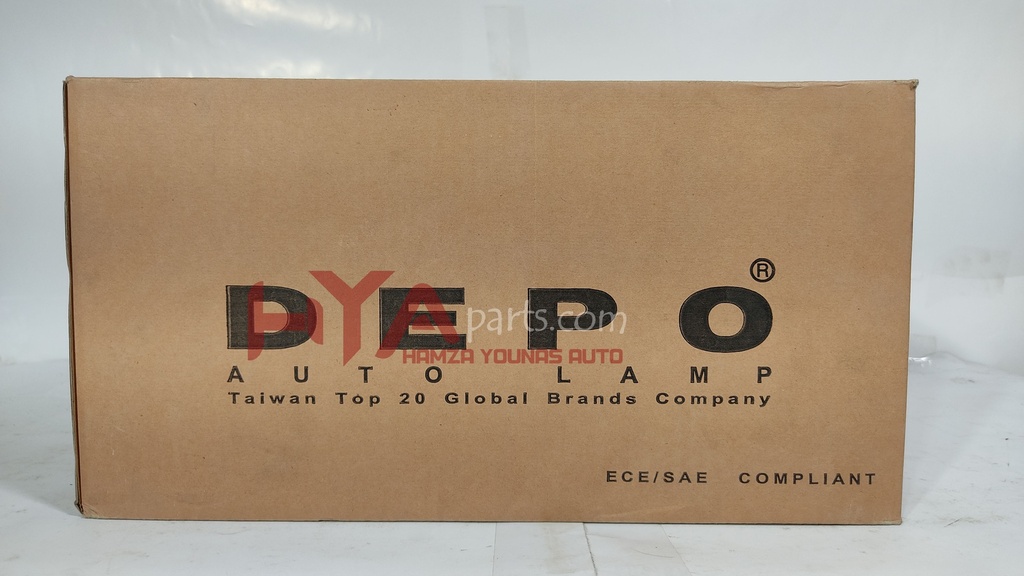 DEPO®
HYAparts.com
HAMZA YOUNAS AUTO
AUTO LAMP
Taiwan Top 20 Global Brands Company
ECE/SAE COMPLIANT